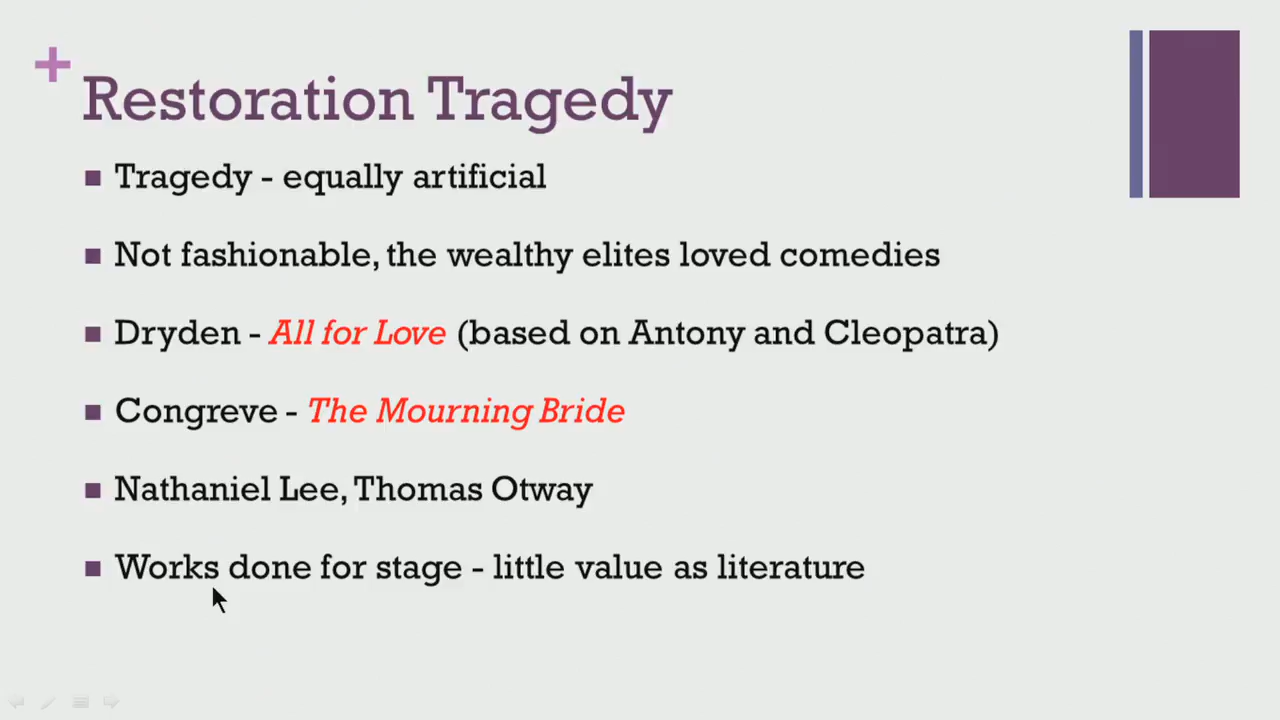 Restoration Tragedy
Tragedy - equally artificial
Not fashionable, the wealthy elites loved comedies
Dryden - All for Love (based on Antony and Cleopatra)
Congreve - The Mourning Bride
Nathaniel Lee, Thomas Otway
Works done for stage - little value as literature